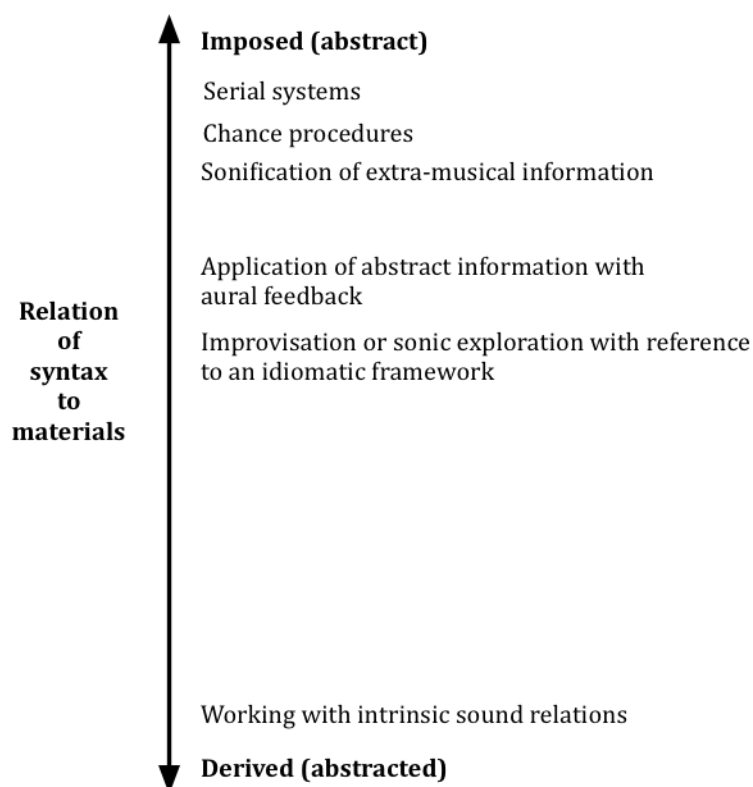 Imposed (abstract)
Serial systems
Chance procedures
Sonification of extra-musical information
Application of abstract information with
aural feedback
Improvisation or sonic exploration with reference
to an idiomatic framework
Relation
of
syntax
to
materials
Working with intrinsic sound relations
Derived (abstracted)